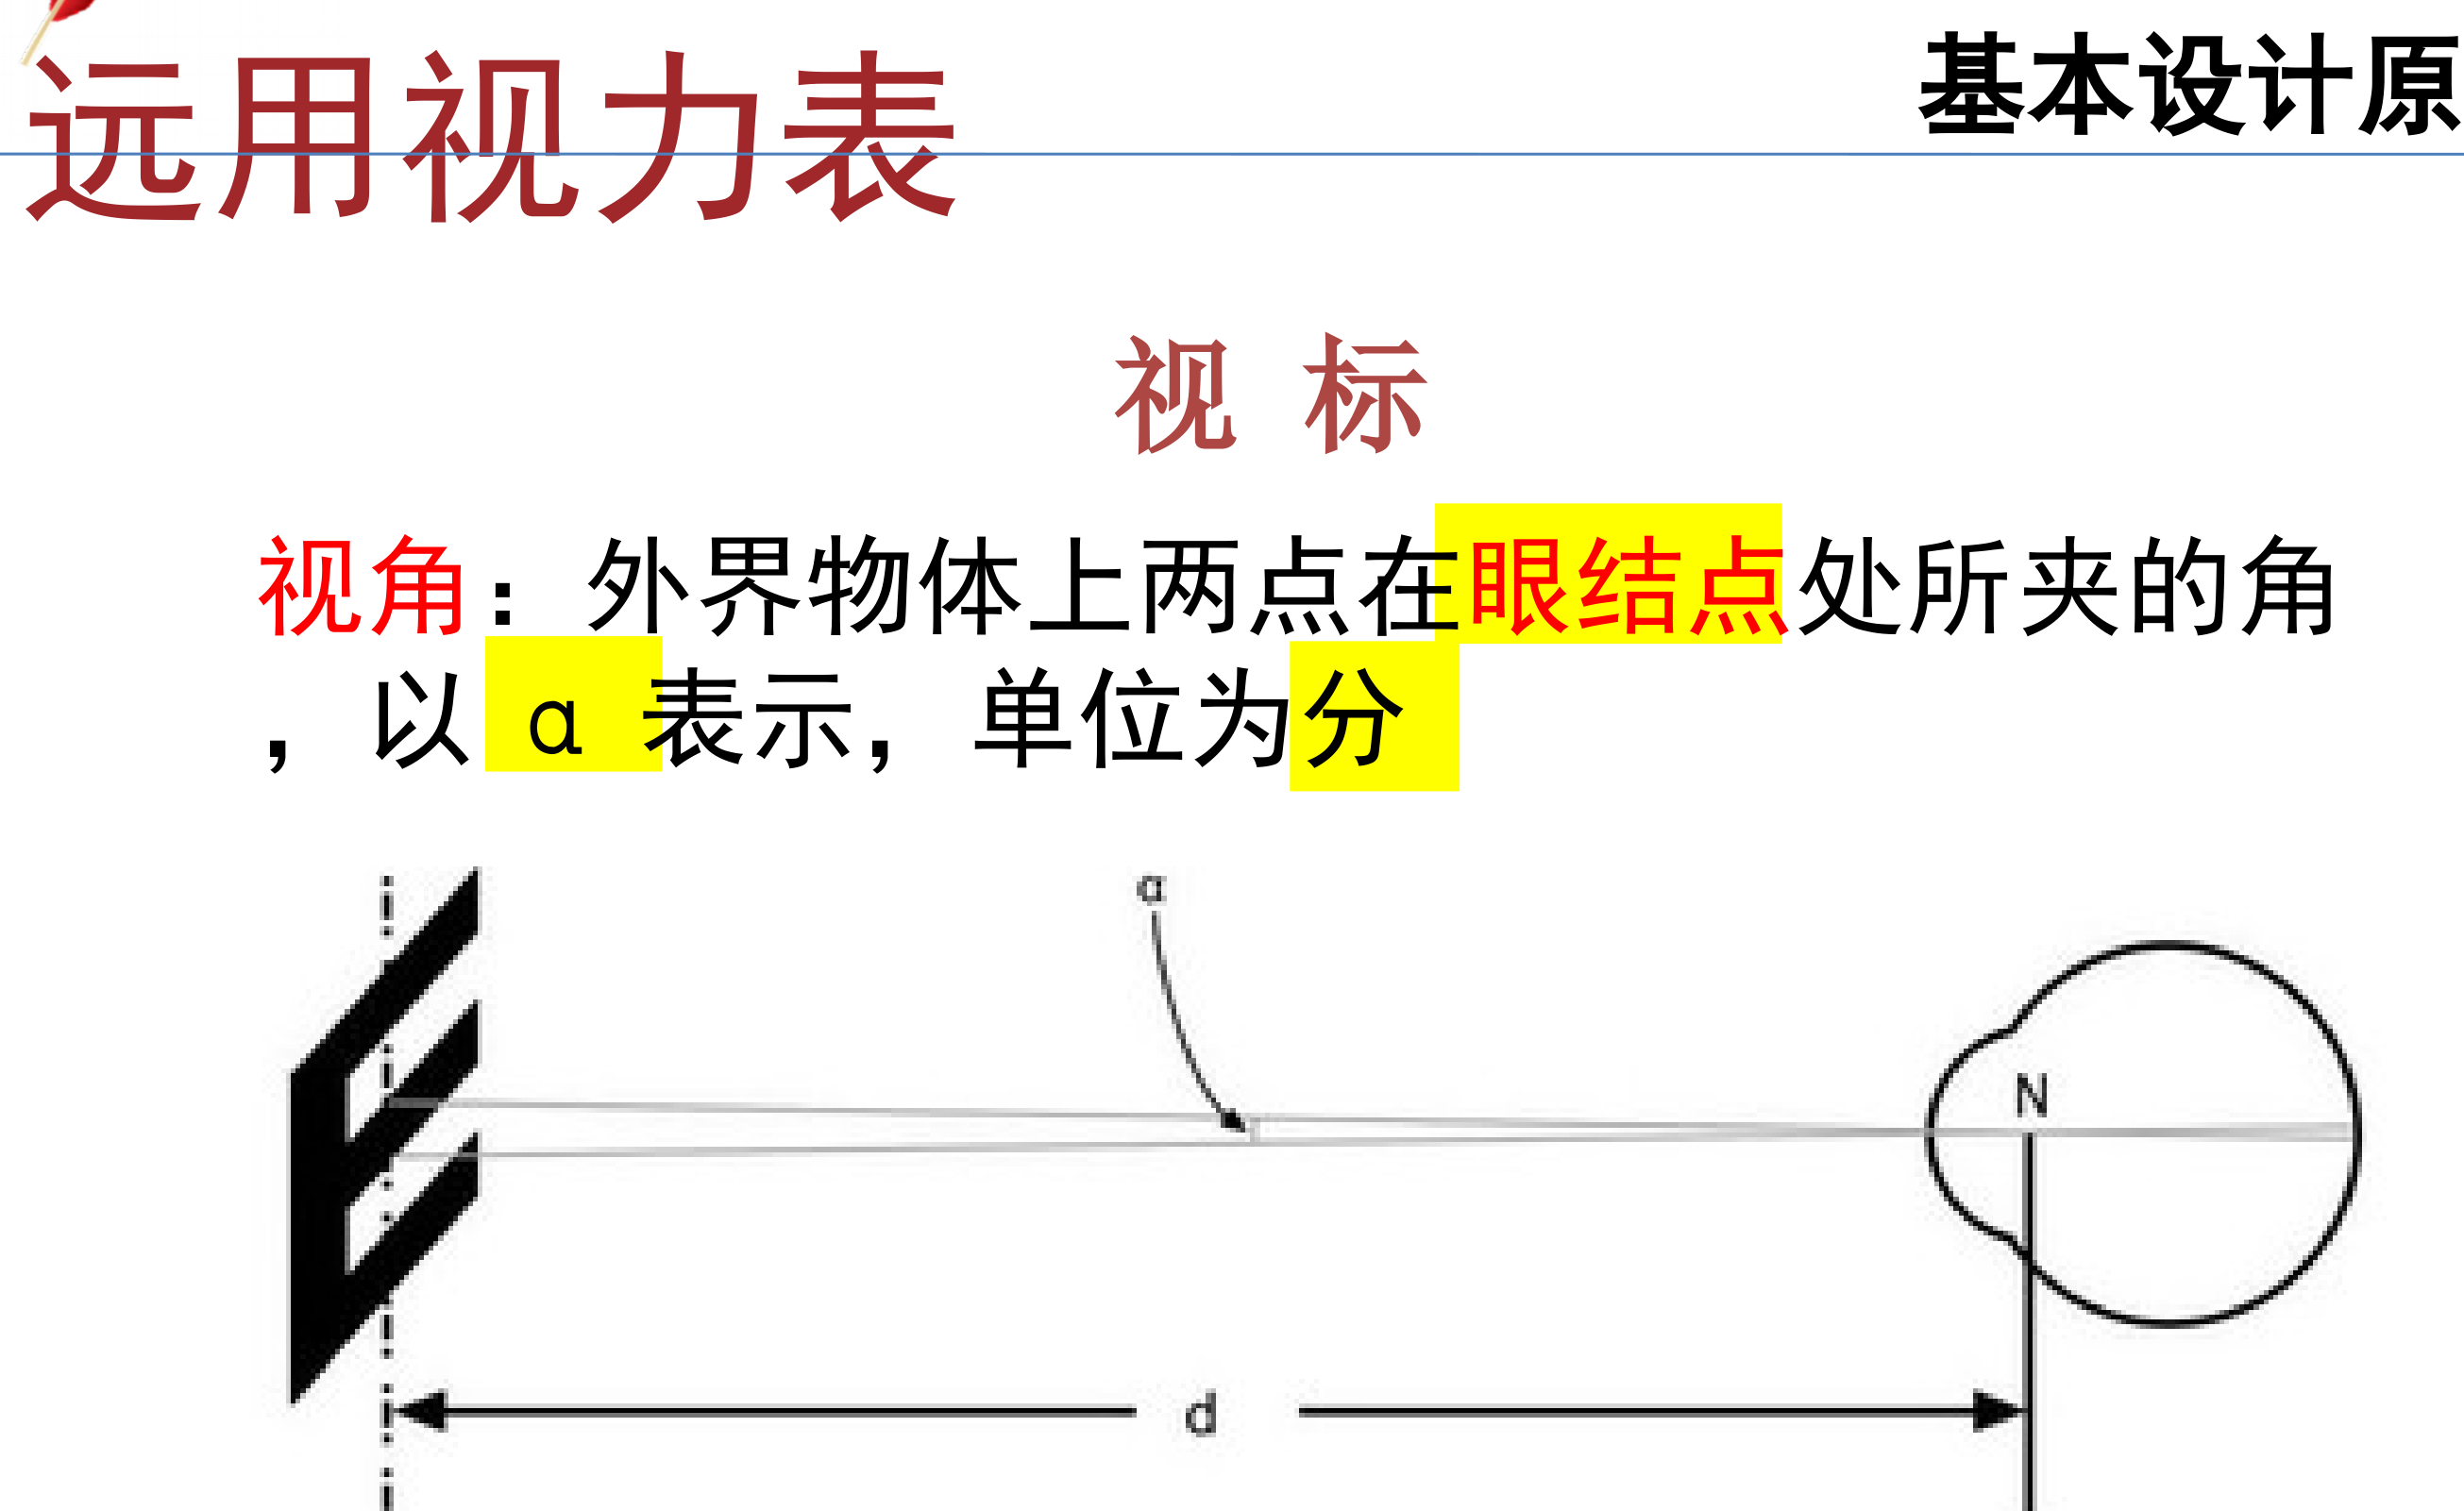 远用视力表
基本设计原
视 标
视角：外界物体上两点在眼结点处所夹的角
，以 α 表示，单位为分
α
N
d